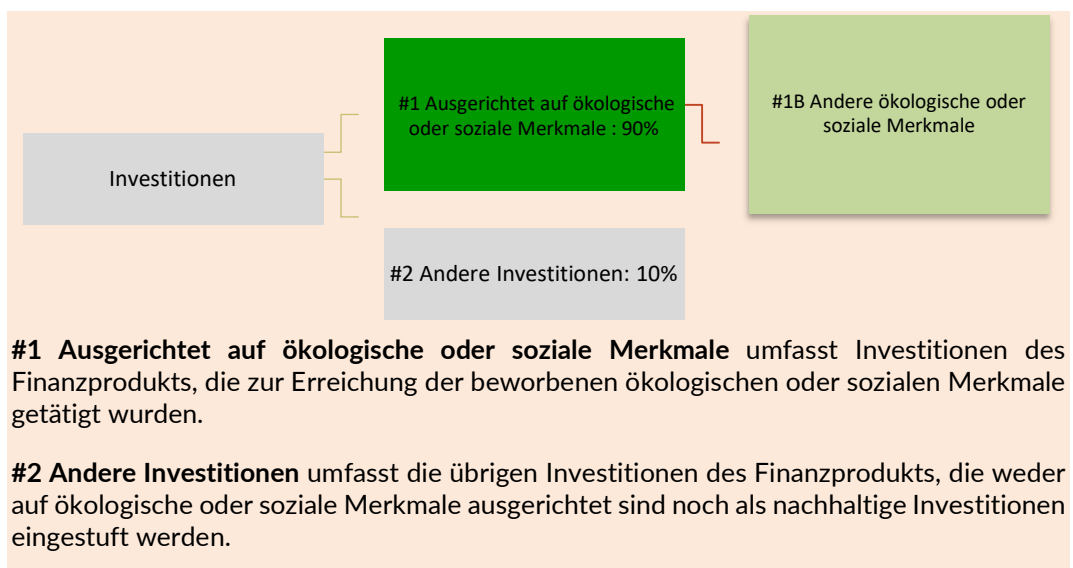 #1 Ausgerichtet auf ökologische
oder soziale Merkmale : 90%
#1B Andere ökologische oder
soziale Merkmale
Investitionen
#2 Andere Investitionen: 10%
#1 Ausgerichtet auf ökologische oder soziale Merkmale umfasst Investitionen des
Finanzprodukts, die zur Erreichung der beworbenen ökologischen oder sozialen Merkmale
getätigt wurden.
#2 Andere Investitionen umfasst die übrigen Investitionen des Finanzprodukts, die weder
auf ökologische oder soziale Merkmale ausgerichtet sind noch als nachhaltige Investitionen
eingestuft werden.